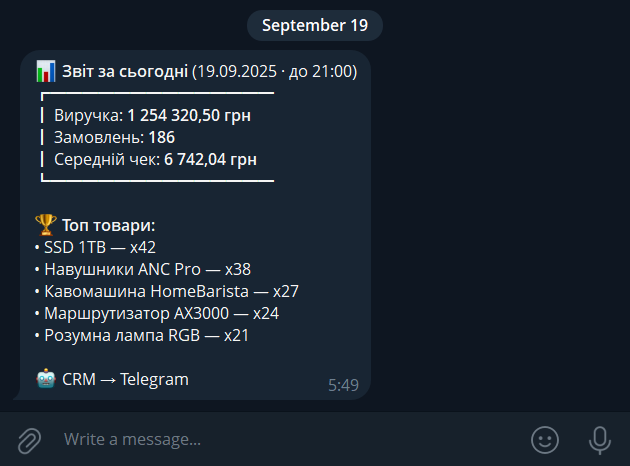 September 19
📊 Звіт за сьогодні (19.09.2025 · до 21:00)
Виручка: 1 254 320,50 грн
Замовлень: 186
Середній чек: 6 742,04 грн
🏆 Топ товари:
• SSD 1TB — x42
• Навушники ANC Pro — x38
• Кавомашина HomeBarista — x27
• Маршрутизатор AX3000 — x24
• Розумна лампа RGB — x21
🤖 CRM → Telegram
5:49
Write a message...